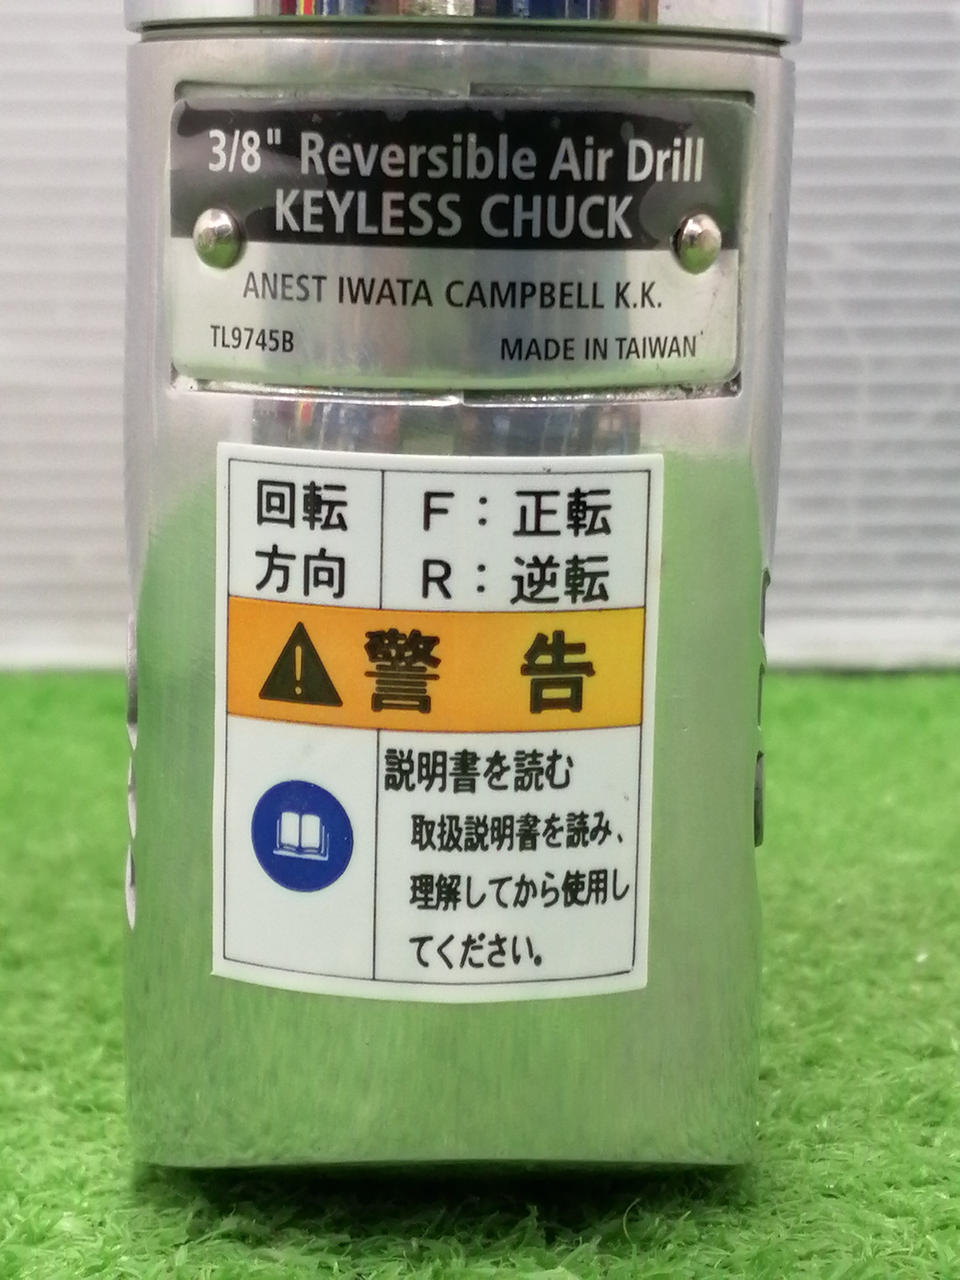 3/8" Reversible Air Drill
KEYLESS CHUCK
ANEST IWATA CAMPBELL K.K.
TL9745B MADE IN TAIWAN
回転方向
F：正転
R：逆転
警告
説明書を読む
取扱説明書を読み、
理解してから使用し
てください。